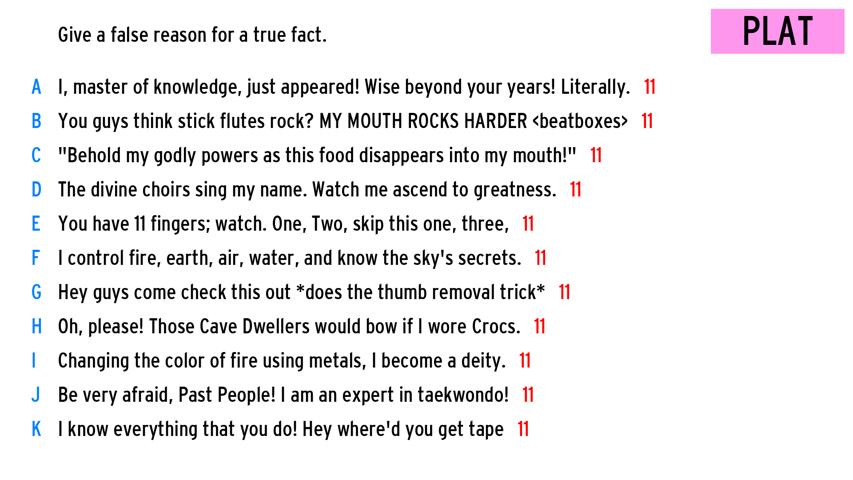 Give a false reason for a true fact.
PLAT
A I, master of knowledge, just appeared! Wise beyond your years! Literally. 11
B You guys think stick flutes rock? MY MOUTH ROCKS HARDER <beatboxes> 11
C "Behold my godly powers as this food disappears into my mouth!" 11
D The divine choirs sing my name. Watch me ascend to greatness. 11
E You have 11 fingers; watch. One, Two, skip this one, three, 11
F I control fire, earth, air, water, and know the sky's secrets. 11
G Hey guys come check this out *does the thumb removal trick* 11
H Oh, please! Those Cave Dwellers would bow if I wore Crocs. 11
I Changing the color of fire using metals, I become a deity. 11
J Be very afraid, Past People! I am an expert in taekwondo! 11
K I know everything that you do! Hey where'd you get tape 11